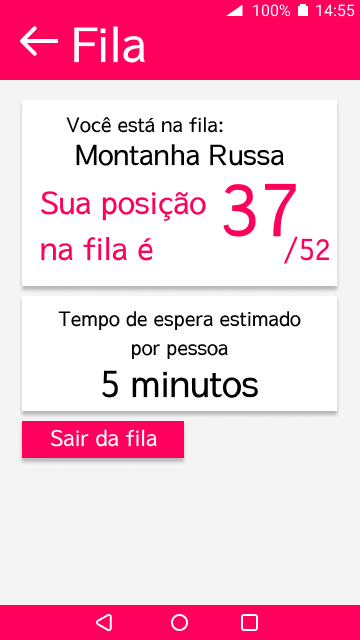 100% 14:55
Fila
Você está na fila:
Montanha Russa
Sua posição 37
na fila é /52
Tempo de espera estimado
por pessoa
5 minutos
Sair da fila